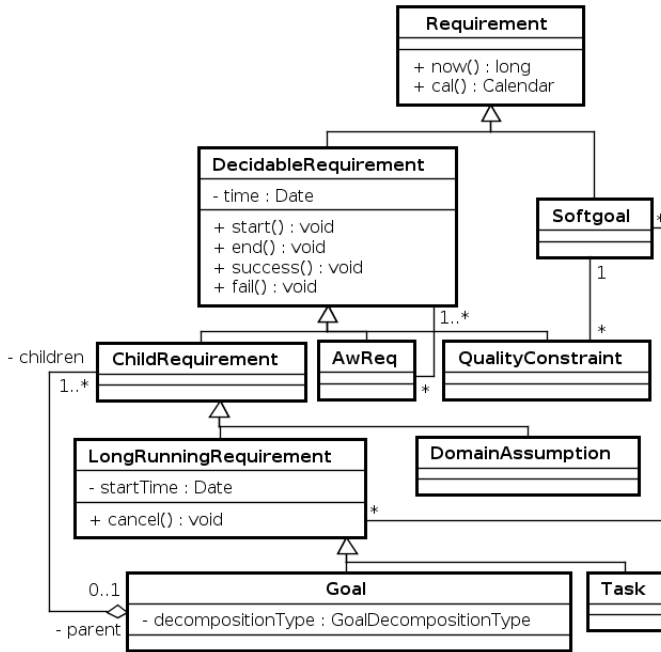 Requirement
+ now() : long
+ cal() : Calendar
DecidableRequirement
- time : Date
+ start() : void
+ end() : void
+ success() : void
+ fail() : void
Softgoal
*
1
1..*
*
- children
1..*
ChildRequirement
AwReq
*
QualityConstraint
LongRunningRequirement
- startTime : Date
+ cancel() : void
*
DomainAssumption
0..1
- parent
Goal
- decompositionType : GoalDecompositionType
Task